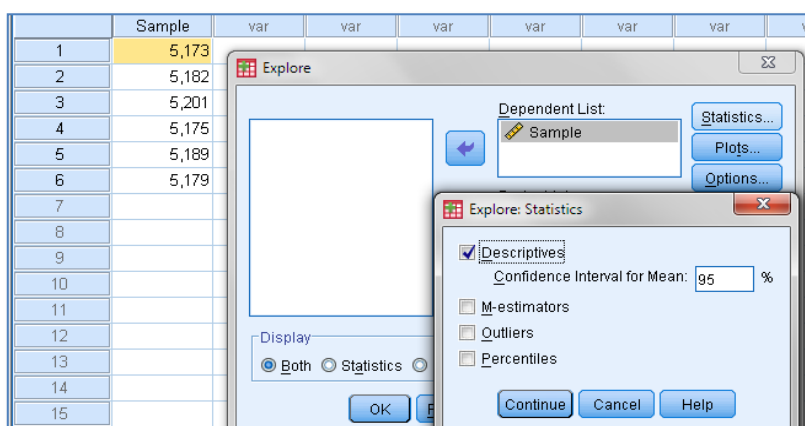 Sample var var var var var var
1 5,173
2 5,182
3 5,201
4 5,175
5 5,189
6 5,179
7
8
9
10
11
12
13
14
15
Explore
Dependent List:
Sample
Statistics...
Plots...
Options...
Display
Both Statistics
OK
Explore: Statistics
Descriptives
Confidence Interval for Mean: 95 %
M-estimators
Outliers
Percentiles
Continue Cancel Help